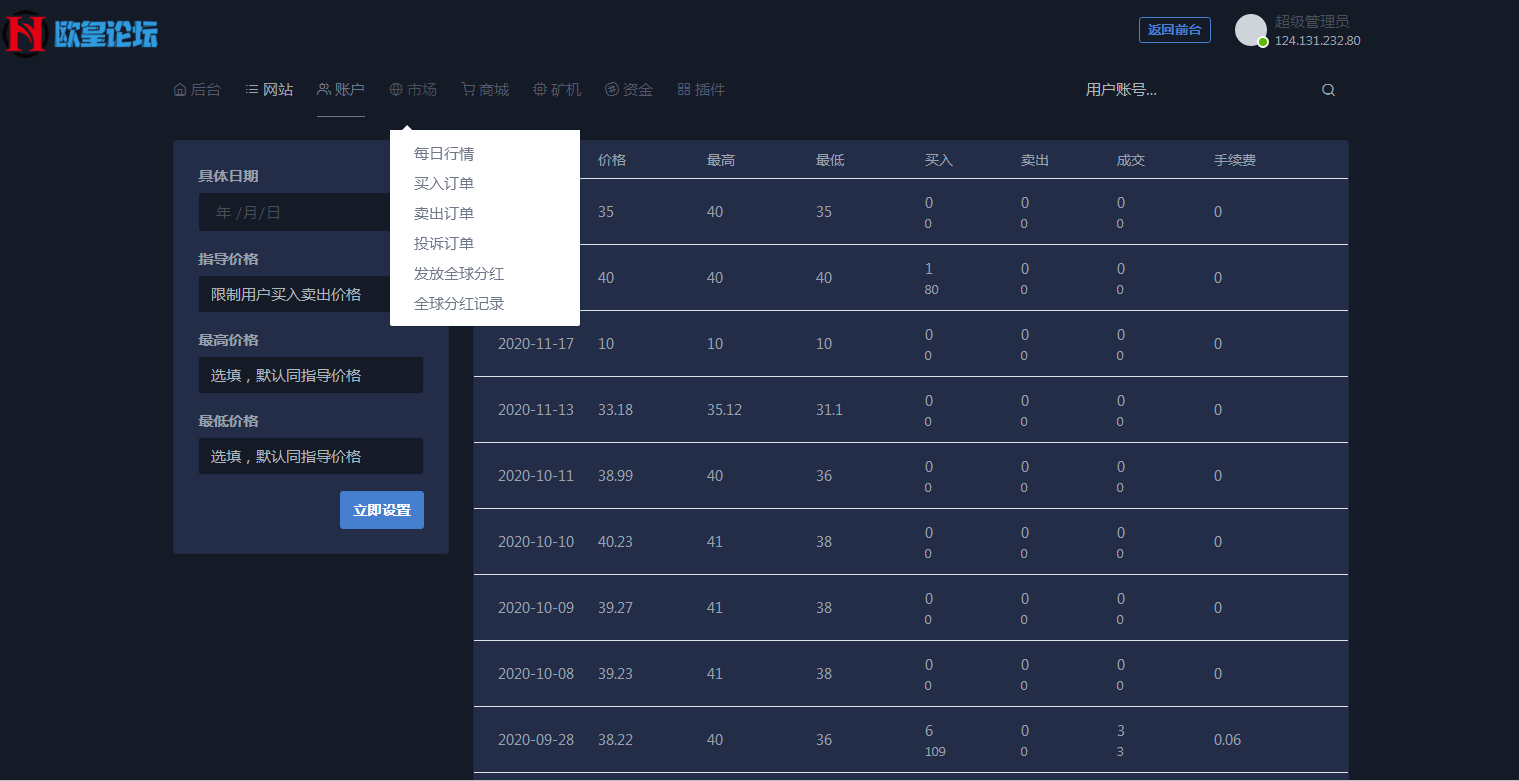 欧皇论坛
返回前台
超级管理员
124.131.232.80
后台 网站 账户 市场 商城 矿机 资金 插件
用户账号...
每日行情
买入订单
卖出订单
投诉订单
发放全球分红
全球分红记录
具体日期
年 /月/日
指导价格
限制用户买入卖出价格
最高价格
选填，默认同指导价格
最低价格
选填，默认同指导价格
立即设置
价格 最高 最低 买入 卖出 成交 手续费
35 40 35 0 0 0 0
0 0 0
40 40 40 1 0 0 0
80 0 0
2020-11-17 10 10 10 0 0 0 0
0 0 0
2020-11-13 33.18 35.12 31.1 0 0 0 0
0 0 0
2020-10-11 38.99 40 36 0 0 0 0
0 0 0
2020-10-10 40.23 41 38 0 0 0 0
0 0 0
2020-10-09 39.27 41 38 0 0 0 0
0 0 0
2020-10-08 39.23 41 38 0 0 0 0
0 0 0
2020-09-28 38.22 40 36 6 0 3 0.06
109 0 3